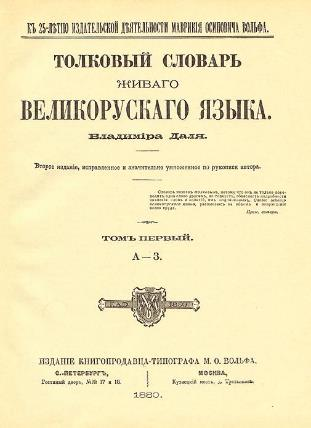 КЪ 25-ЛѢТІЮ ИЗДАТЕЛЬСКОЙ ДѢЯТЕЛЬНОСТИ МАВРИКІЯ ОСИПОВИЧА ВОЛЬФА.
ТОЛКОВЫЙ СЛОВАРЬ
ЖИВАГО
ВЕЛИКОРУСКАГО ЯЗЫКА.
Владиміра Даля.
Второе изданіе, исправленное и значительно умноженное по рукописи автора.
ТОМЪ ПЕРВЫЙ.
А—З.
ИЗДАНІЕ КНИГОПРОДАВЦА-ТИПОГРАФА М. О. ВОЛЬФА.
С.-ПЕТЕРБУРГЪ, МОСКВА,
Гостиный дворъ, №№ 17 и 18. Кузнецкій мостъ, д.
1880.